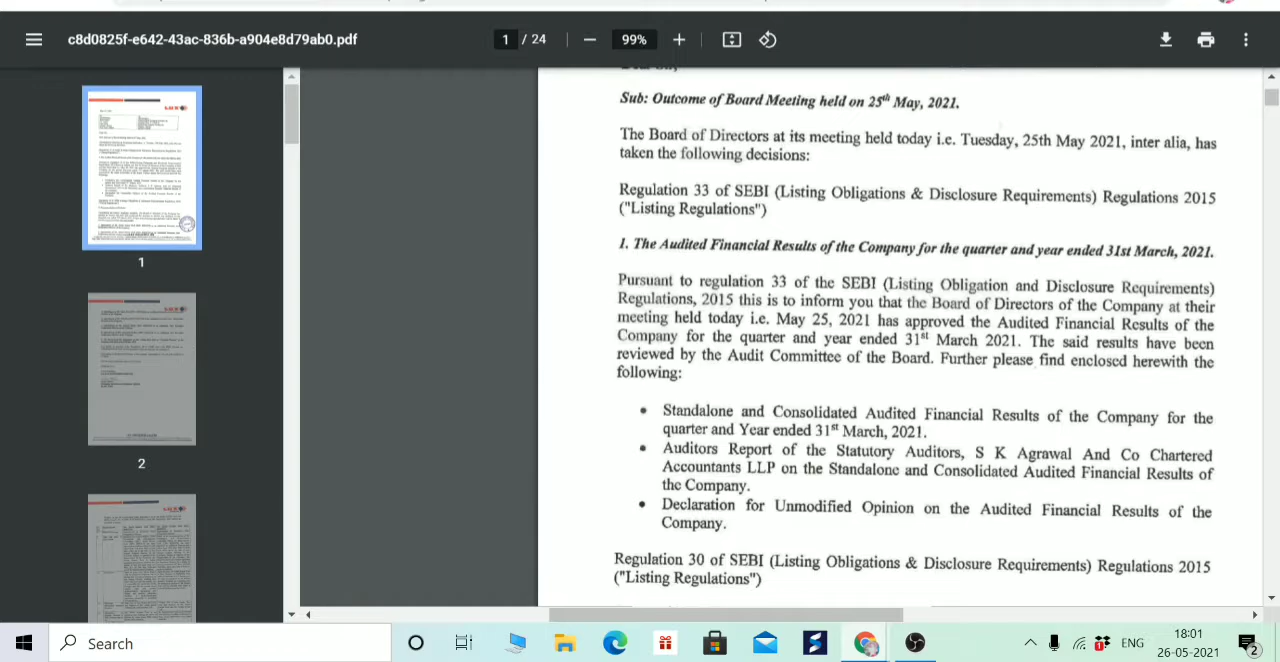 c8d0825f-e642-43ac-836b-a904e8d79ab0.pdf
1 / 24
99%
Sub: Outcome of Board Meeting held on 25th May, 2021.
The Board of Directors at its meeting held today i.e. Tuesday, 25th May 2021, inter alia, has
taken the following decisions:
Regulation 33 of SEBI (Listing Obligations & Disclosure Requirements) Regulations 2015
("Listing Regulations")
1. The Audited Financial Results of the Company for the quarter and year ended 31st March, 2021.
Pursuant to regulation 33 of the SEBI (Listing Obligation and Disclosure Requirements)
Regulations, 2015 this is to inform you that the Board of Directors of the Company at their
meeting held today i.e. May 25, 2021 has approved the Audited Financial Results of the
Company for the quarter and year ended 31st March 2021. The said results have been
reviewed by the Audit Committee of the Board. Further please find enclosed herewith the
following:
• Standalone and Consolidated Audited Financial Results of the Company for the
quarter and Year ended 31st March, 2021.
• Auditors Report of the Statutory Auditors, S K Agrawal And Co Chartered
Accountants LLP on the Standalone and Consolidated Audited Financial Results of
the Company.
• Declaration for Unmodified Opinion on the Audited Financial Results of the
Company.
Regulation 30 of SEBI (Listing Obligations & Disclosure Requirements) Regulations 2015
("Listing Regulations")
1
2
Search
ENG
18:01
26-05-2021
2